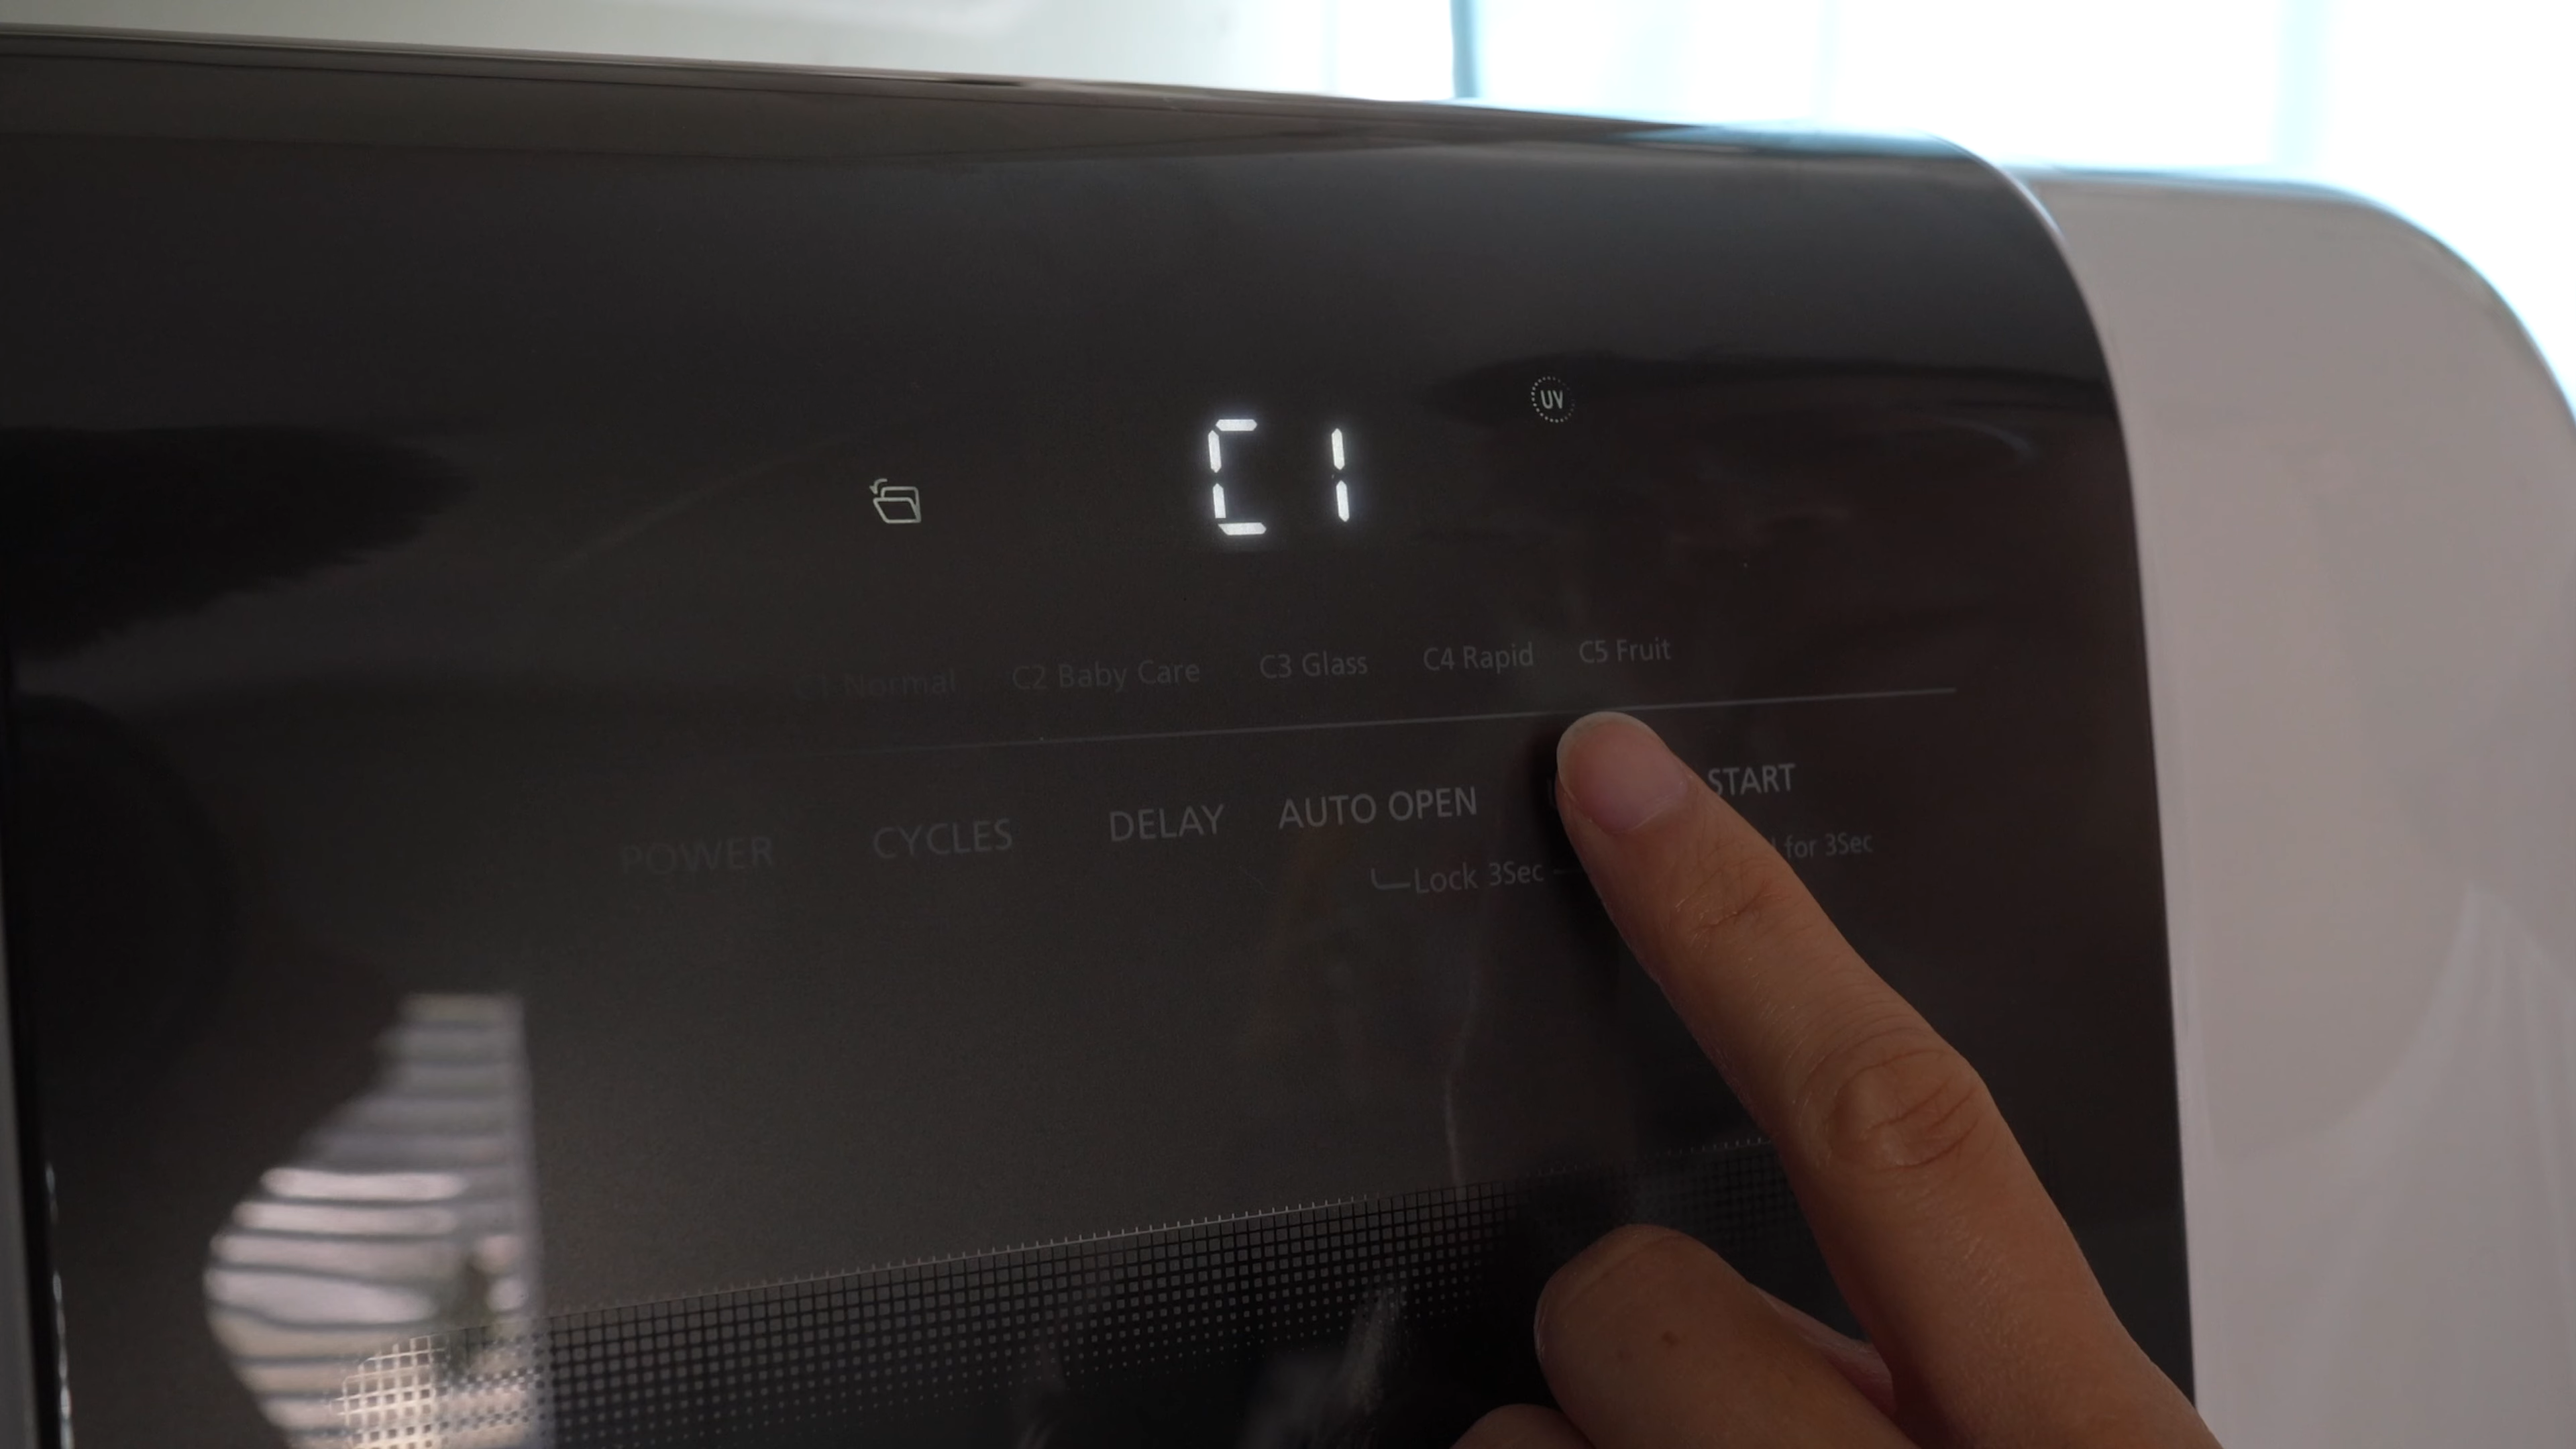 UV
C1
C1 Normal C2 Baby Care C3 Glass C4 Rapid C5 Fruit
POWER CYCLES DELAY AUTO OPEN START
Lock 3Sec for 3Sec